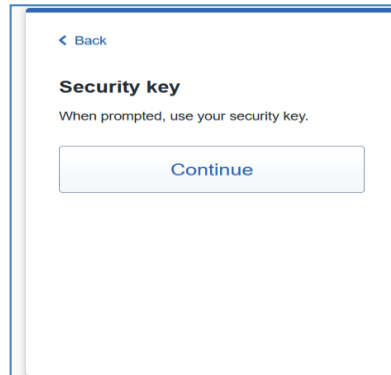 Back
Security key
When prompted, use your security key.
Continue